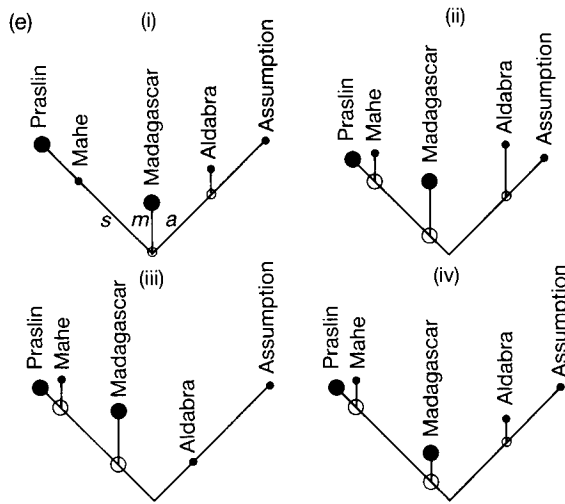 (e)
(i)
Praslin
Mahe
Madagascar
Aldabra
Assumption
s
m
a
(ii)
Praslin
Mahe
Madagascar
Aldabra
Assumption
(iii)
Praslin
Mahe
Madagascar
Aldabra
Assumption
(iv)
Praslin
Mahe
Madagascar
Aldabra
Assumption